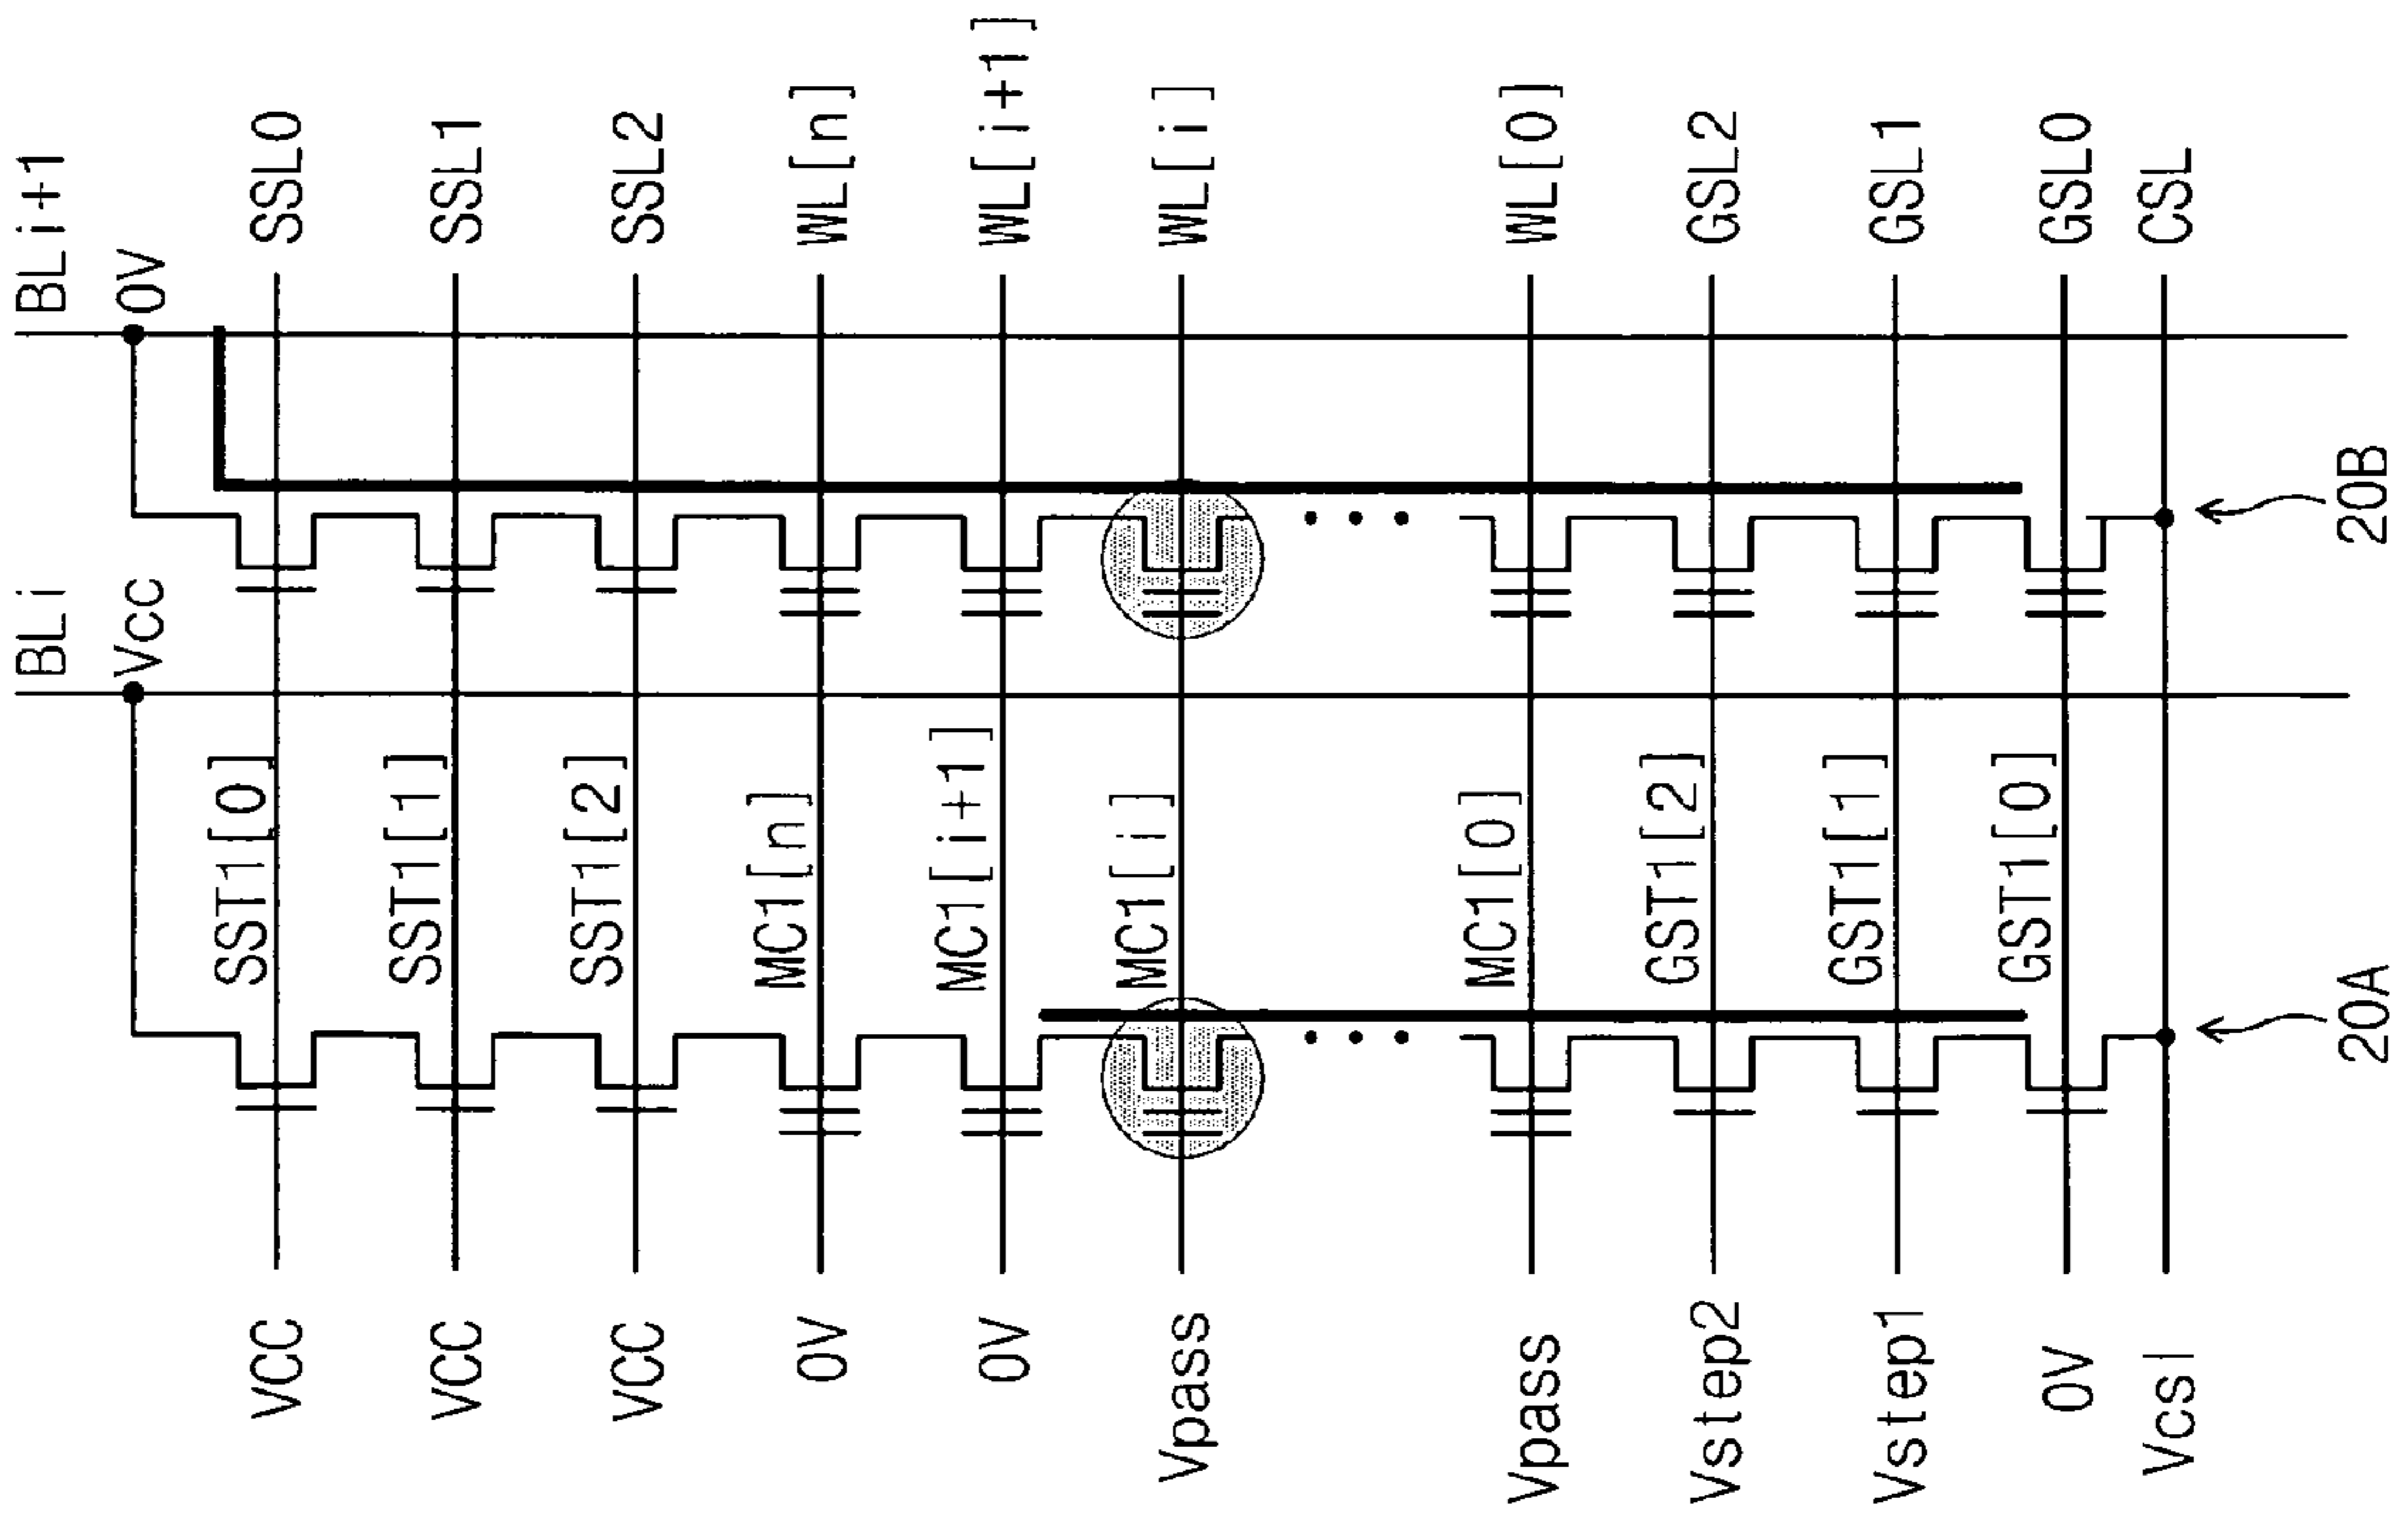 BLi
BLi+1
Vcc
0V
VCC
SST1[0]
SSL0
VCC
SST1[1]
SSL1
VCC
SST1[2]
SSL2
0V
MC1[n]
WL[n]
0V
MC1[i+1]
WL[i+1]
Vpass
MC1[i]
WL[i]
Vpass
MC1[0]
WL[0]
Vstep2
GST1[2]
GSL2
Vstep1
GST1[1]
GSL1
0V
GST1[0]
GSL0
Vcsl
CSL
20A
20B